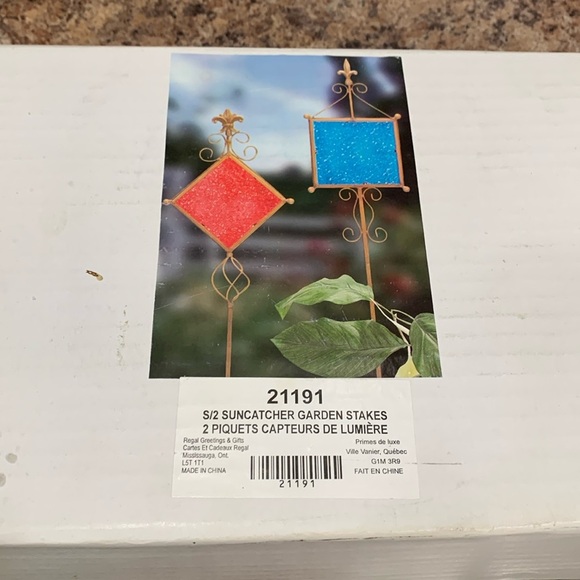 21191
S/2 SUNCATCHER GARDEN STAKES
2 PIQUETS CAPTEURS DE LUMIÈRE
Regal Greetings & Gifts
Cartes Et Cadeaux Regal
Mississauga, Ont.
L5T 1T1
MADE IN CHINA
21191
Primes de luxe
Ville Vanier, Québec
G1M 3R9
FAIT EN CHINE